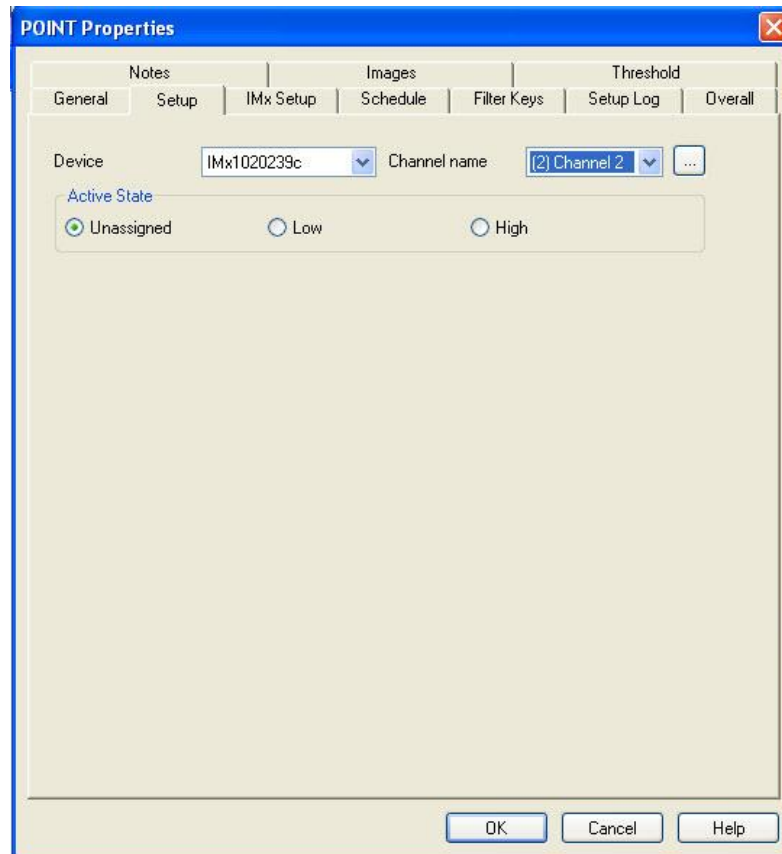 POINT Properties
Notes Images Threshold
General Setup IMx Setup Schedule Filter Keys Setup Log Overall
Device IMx1020239c Channel name (2) Channel 2 ...
Active State
Unassigned Low High
OK Cancel Help